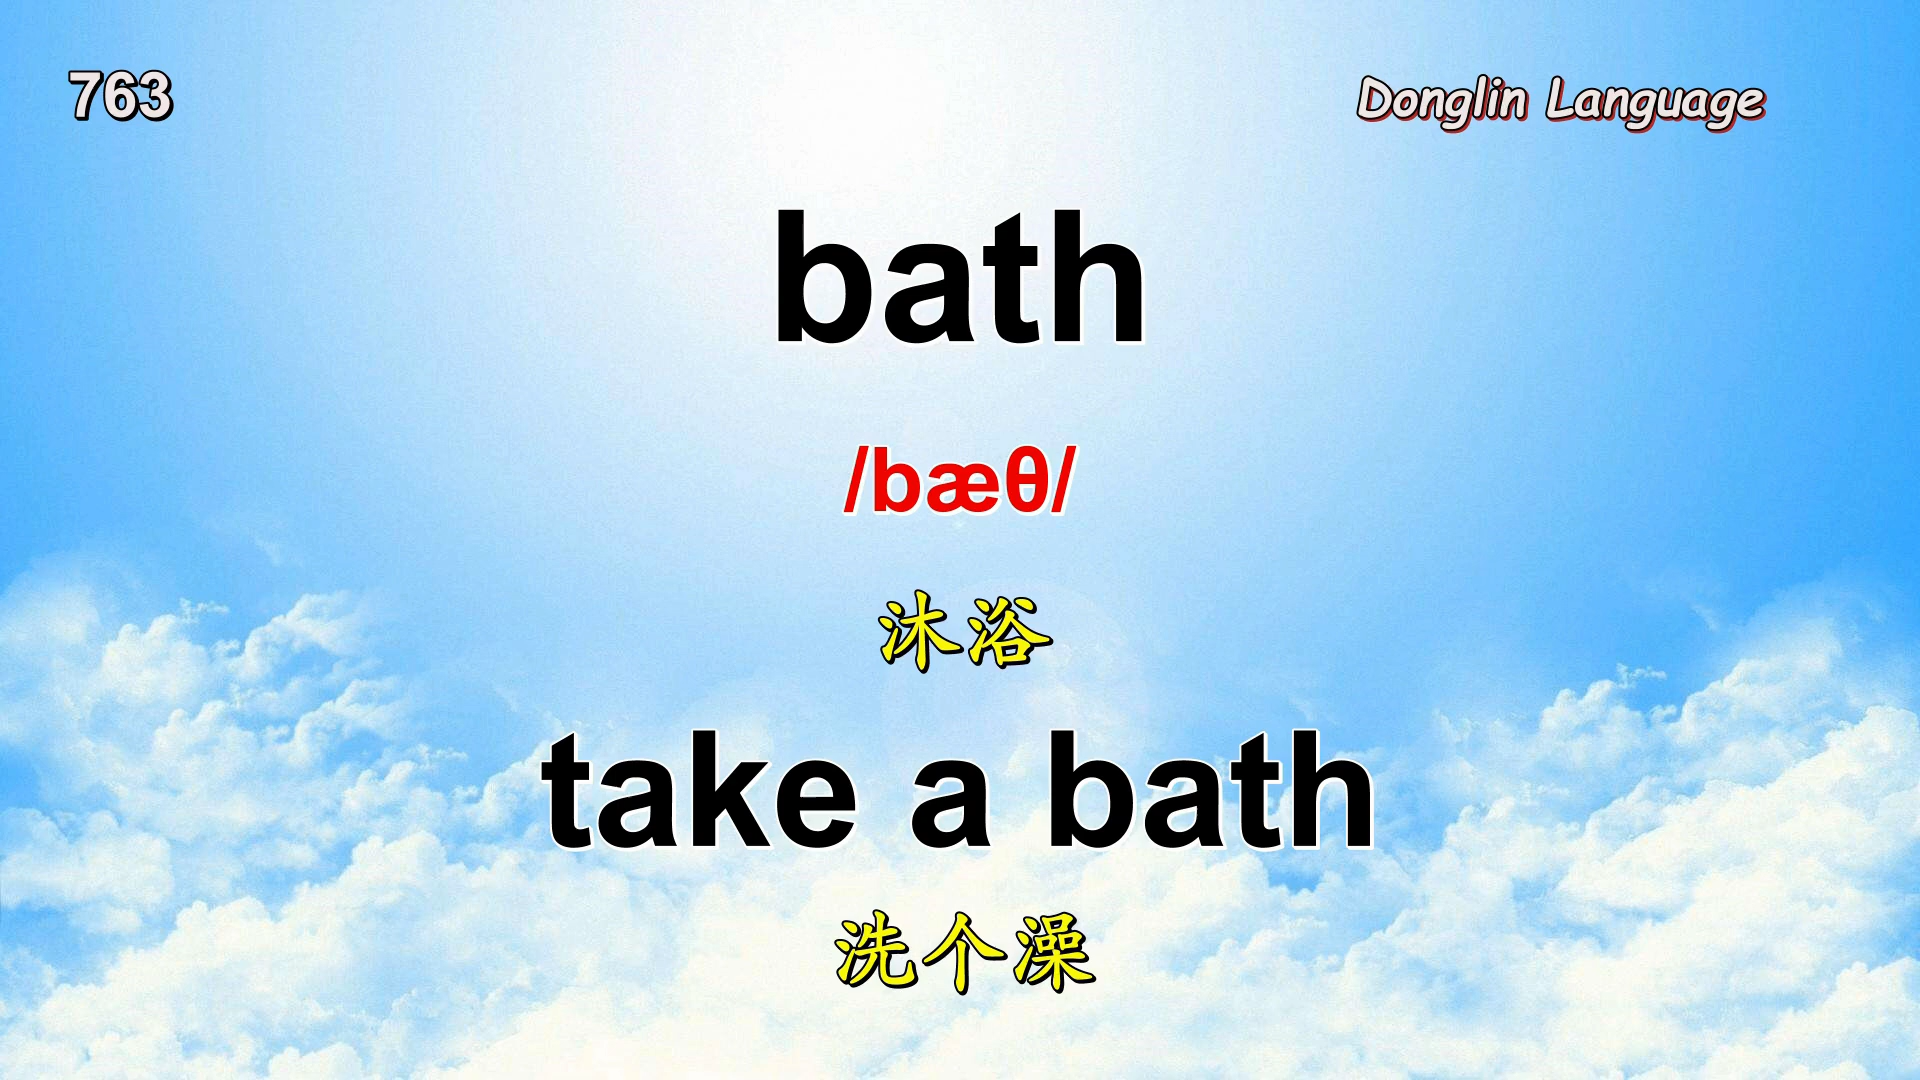 763
Donglin Language
bath
/bæθ/
沐浴
take a bath
洗个澡